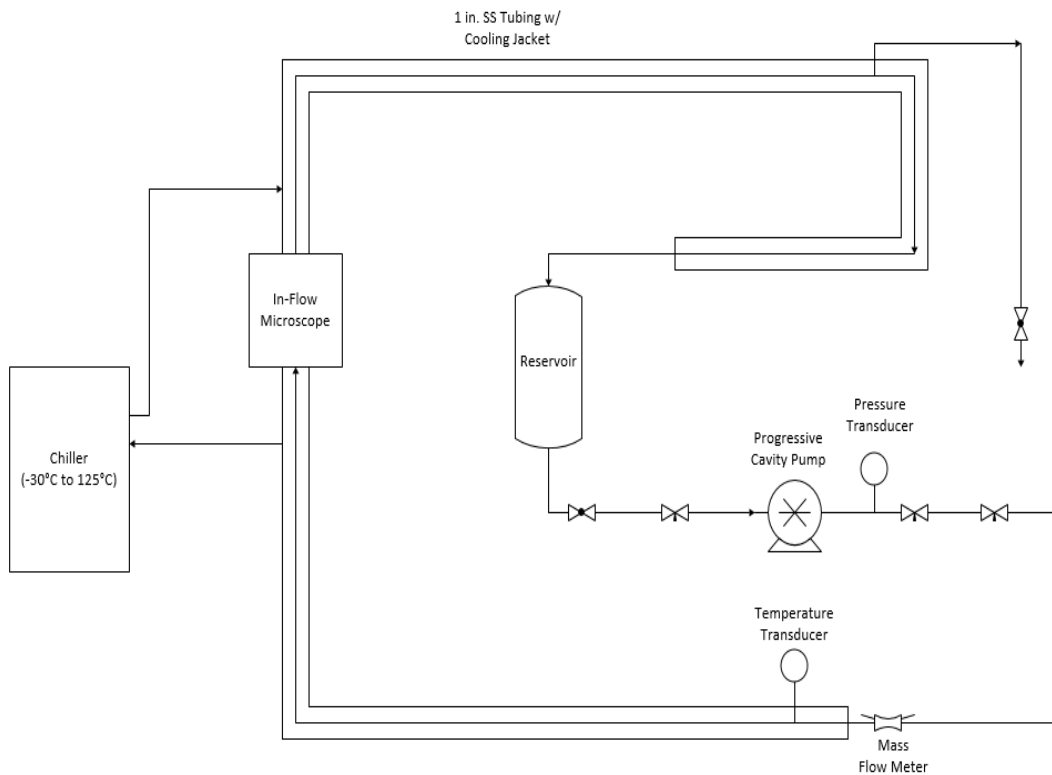 1 in. SS Tubing w/
Cooling Jacket
In-Flow
Microscope
Reservoir
Chiller
(-30°C to 125°C)
Progressive
Cavity Pump
Pressure
Transducer
Temperature
Transducer
Mass
Flow Meter